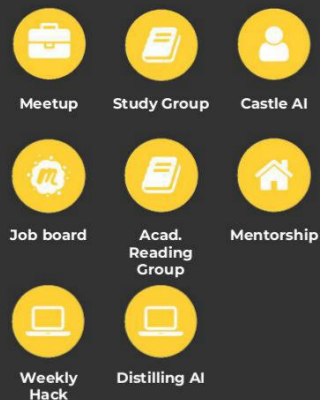 Meetup
Study Group
Castle AI
Job board
Acad.
Reading
Group
Mentorship
Weekly
Hack
Distilling AI